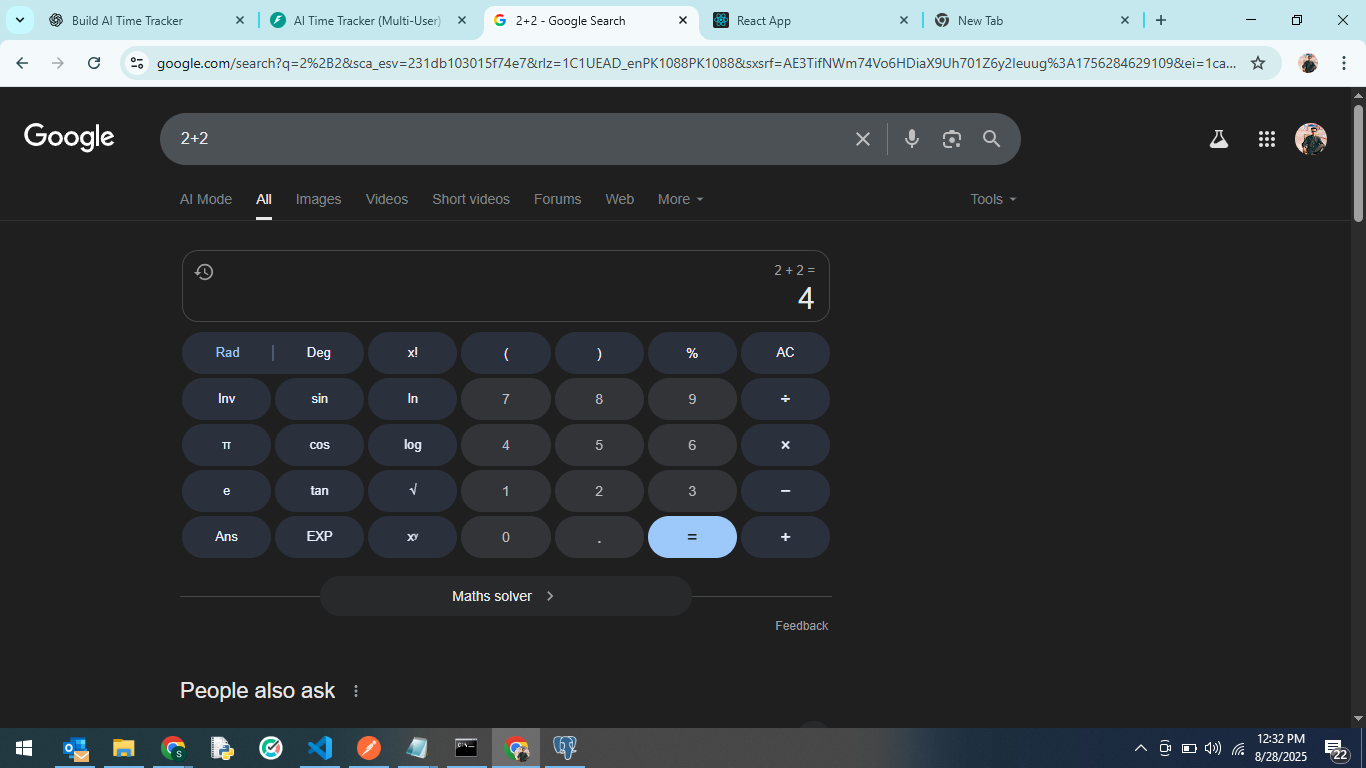 Build AI Time Tracker
AI Time Tracker (Multi-User)
2+2 - Google Search
React App
New Tab
google.com/search?q=2%2B2&sca_esv=231db103015f74e7&rlz=1C1UEAD_enPK1088PK1088&sxsrf=AE3TifNWm74Vo6HDiaX9Uh701Z6y2Ieuug%3A1756284629109&ei=1ca...
Google
2+2
AI Mode All Images Videos Short videos Forums Web More Tools
2 + 2 =
4
Rad Deg x! ( ) % AC
Inv sin ln 7 8 9 ÷
π cos log 4 5 6 ×
e tan √ 1 2 3 −
Ans EXP xʸ 0 . = +
Maths solver
Feedback
People also ask
12:32 PM
8/28/2025
22